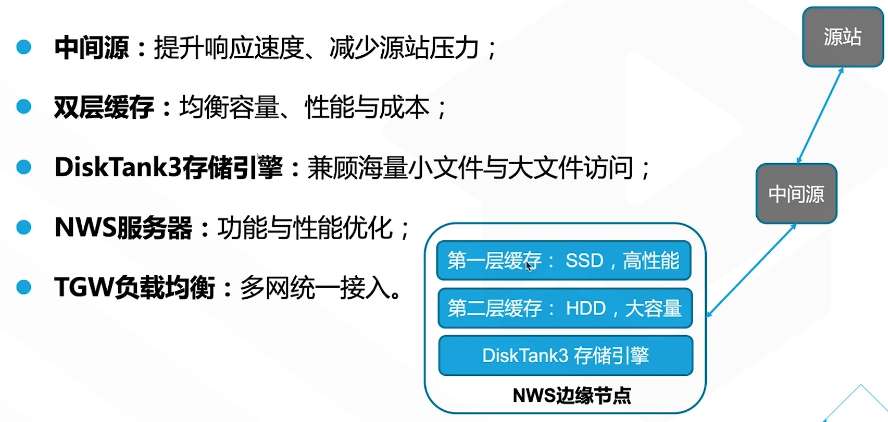 中间源：提升响应速度、减少源站压力；
双层缓存：均衡容量、性能与成本；
DiskTank3存储引擎：兼顾海量小文件与大文件访问；
NWS服务器：功能与性能优化；
TGW负载均衡：多网统一接入。
源站
中间源
第一层缓存： SSD，高性能
第二层缓存： HDD，大容量
DiskTank3 存储引擎
NWS边缘节点